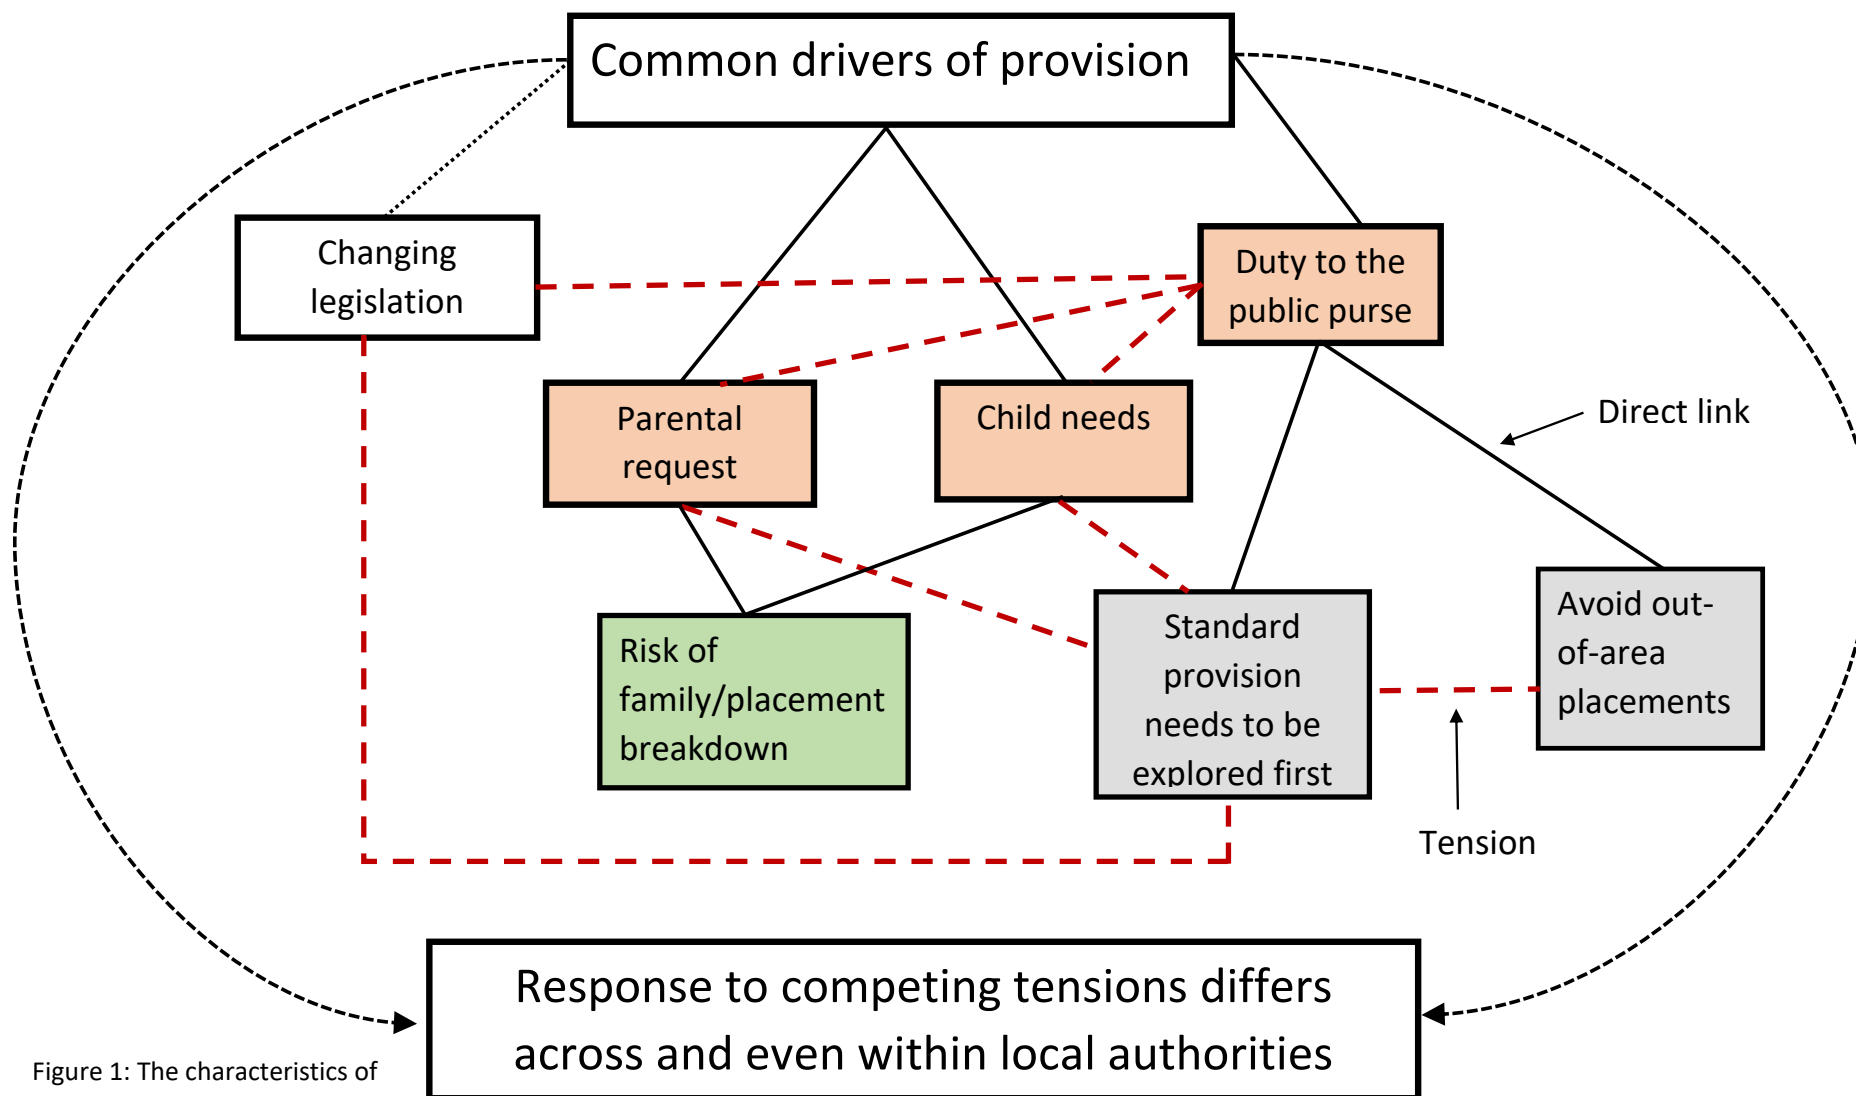 Common drivers of provision
Changing
legislation
Duty to the
public purse
Parental
request
Child needs
Direct link
Risk of
family/placement
breakdown
Standard
provision
needs to be
explored first
Avoid out-
of-area
placements
Tension
Response to competing tensions differs
across and even within local authorities
Figure 1: The characteristics of